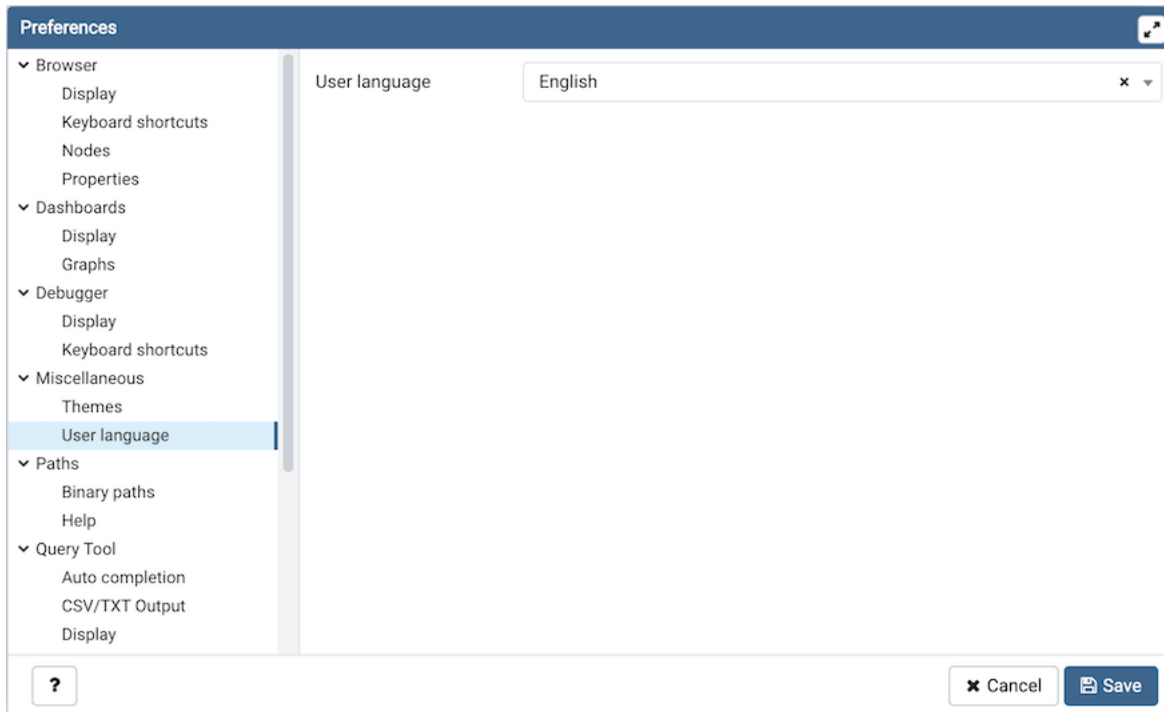 Preferences
Browser
Display
Keyboard shortcuts
Nodes
Properties
Dashboards
Display
Graphs
Debugger
Display
Keyboard shortcuts
Miscellaneous
Themes
User language
Paths
Binary paths
Help
Query Tool
Auto completion
CSV/TXT Output
Display
User language English
? Cancel Save